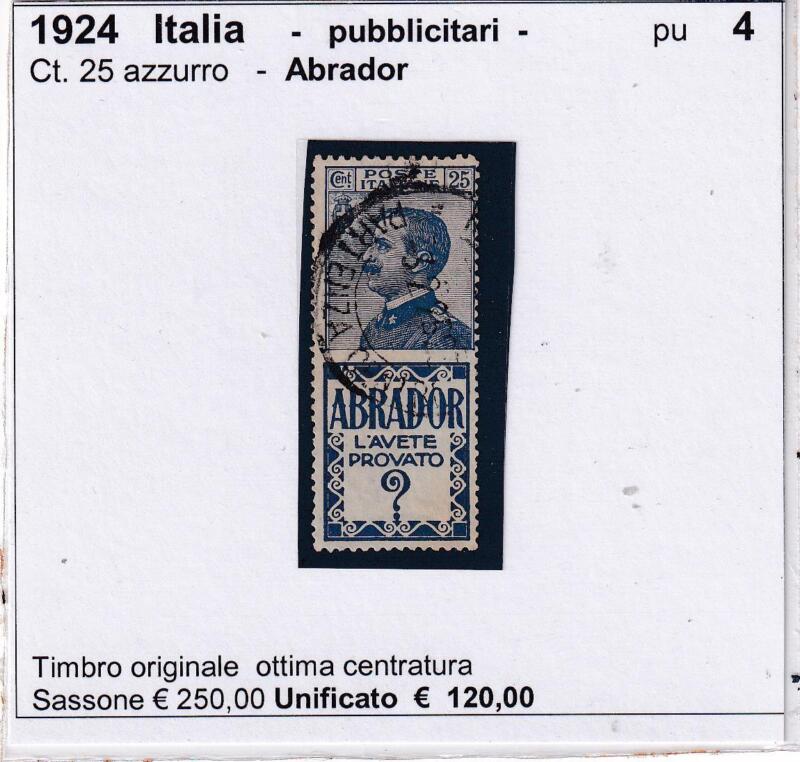 1924 Italia - pubblicitari - pu 4
Ct. 25 azzurro - Abrador
Cent. POSTE ITALIANE 25
PARTENZA
ABRADOR
L'AVETE
PROVATO
?
Timbro originale ottima centratura
Sassone € 250,00 Unificato € 120,00